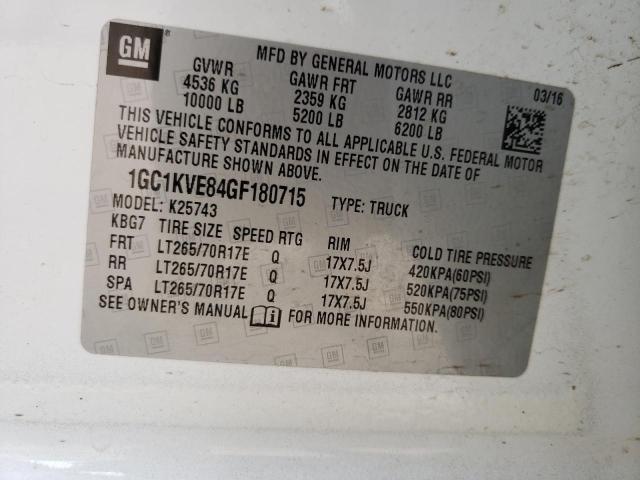 GM
MFD BY GENERAL MOTORS LLC
GVWR GAWR FRT GAWR RR 03/16
4536 KG 2359 KG 2812 KG
10000 LB 5200 LB 6200 LB
THIS VEHICLE CONFORMS TO ALL APPLICABLE U.S. FEDERAL MOTOR
VEHICLE SAFETY STANDARDS IN EFFECT ON THE DATE OF
MANUFACTURE SHOWN ABOVE.
1GC1KVE84GF180715 TYPE: TRUCK
MODEL: K25743
KBG7 TIRE SIZE SPEED RTG RIM COLD TIRE PRESSURE
FRT LT265/70R17E Q 17X7.5J 420KPA(60PSI)
RR LT265/70R17E Q 17X7.5J 520KPA(75PSI)
SPA LT265/70R17E Q 17X7.5J 550KPA(80PSI)
SEE OWNER'S MANUAL FOR MORE INFORMATION.